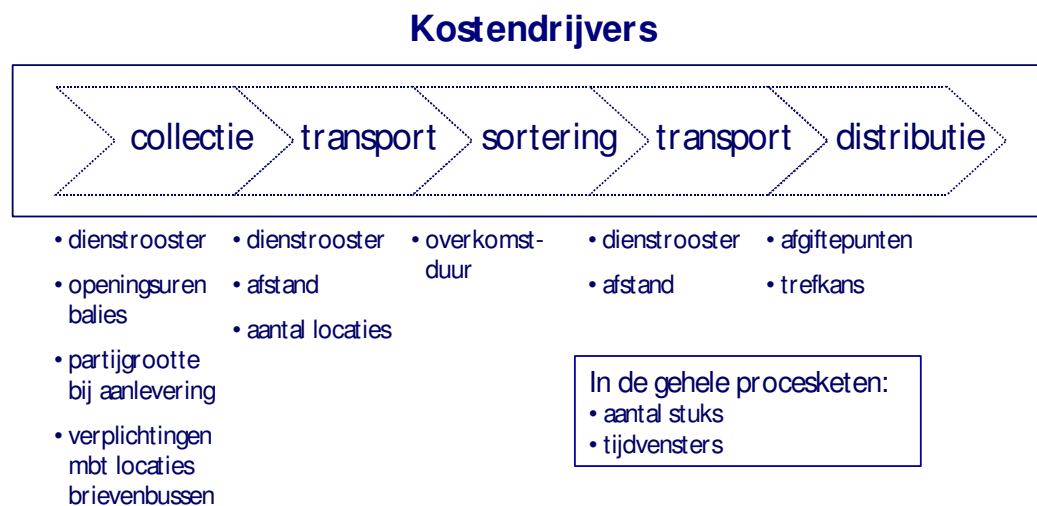 Kostendrijvers
collectie
transport
sortering
transport
distributie
• dienstrooster
• openingsuren
balies
• partijgrootte
bij aanlevering
• verplichtingen
mbt locaties
brievenbussen
• dienstrooster
• afstand
• aantal locaties
• overkomst-
duur
• dienstrooster
• afstand
• afgiftepunten
• trefkans
In de gehele procesketen:
• aantal stuks
• tijdvensters